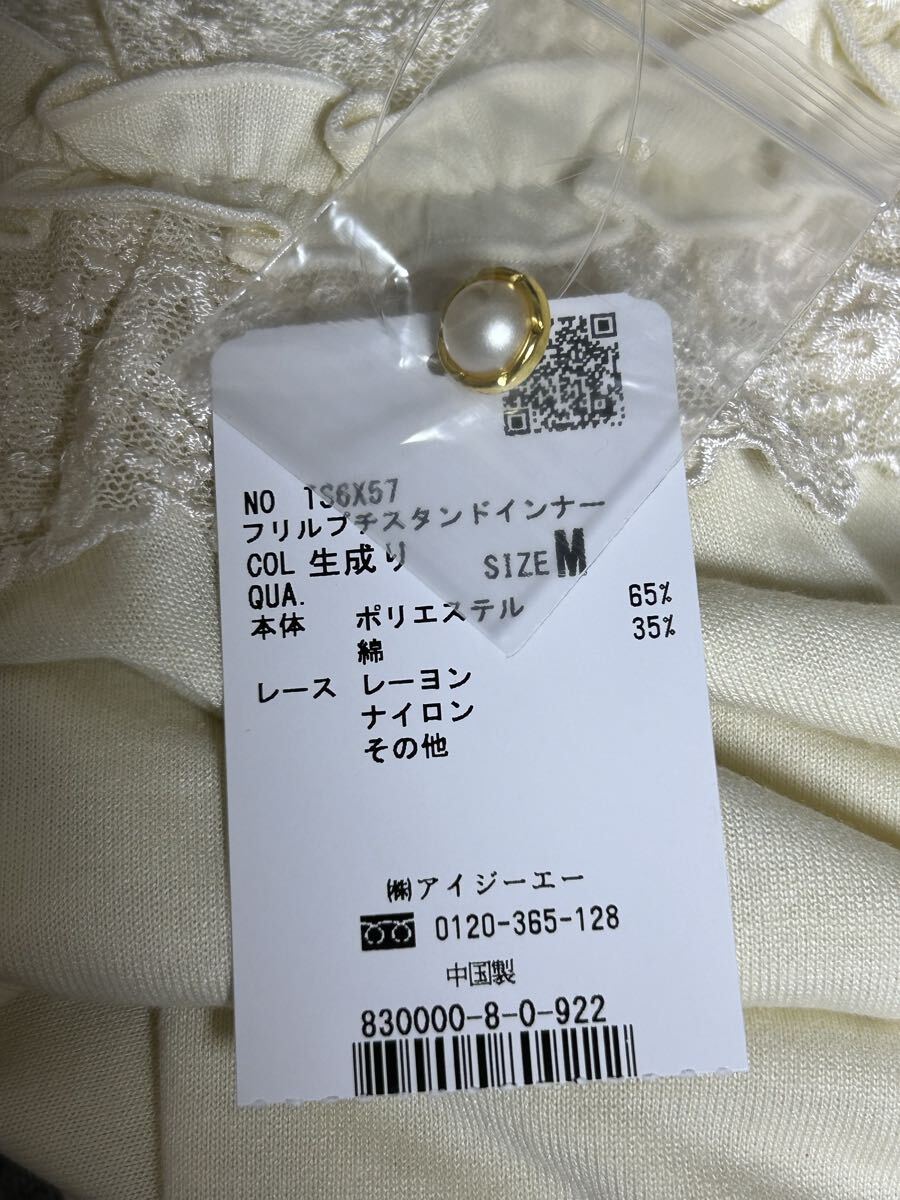 NO TS6X57
フリルプチスタンドインナー
COL 生成り SIZE M
QUA.
本体 ポリエステル 65%
綿 35%
レース レーヨン
ナイロン
その他
㈱アイジーエー
0120-365-128
中国製
830000-8-0-922